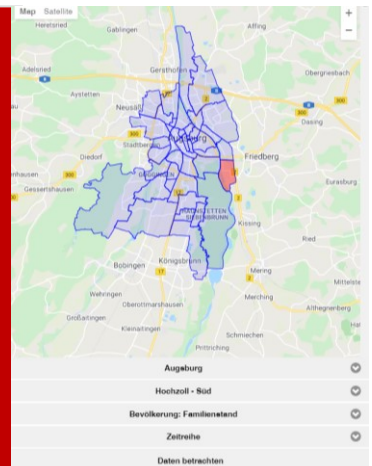 Map Satellite
Heretsried
Gablingen
Affing
Adelsried
Gersthofen
Obergriesbach
Aystetten
Neusäß
Dasing
Stadtbergen
Augsburg
Diedorf
Friedberg
Gessertshausen
GÖGGINGEN
Eurasburg
HAUNSTETTEN
SIEBENBRUNN
Kissing
Ried
Bobingen
Königsbrunn
Mering
Wehringen
Merching
Oberottmarshausen
Althegnenberg
Großaitingen
Kleinaitingen
Schmiechen
Prittriching
Augsburg
Hochzoll - Süd
Bevölkerung: Familienstand
Zeitreihe
Daten betrachten